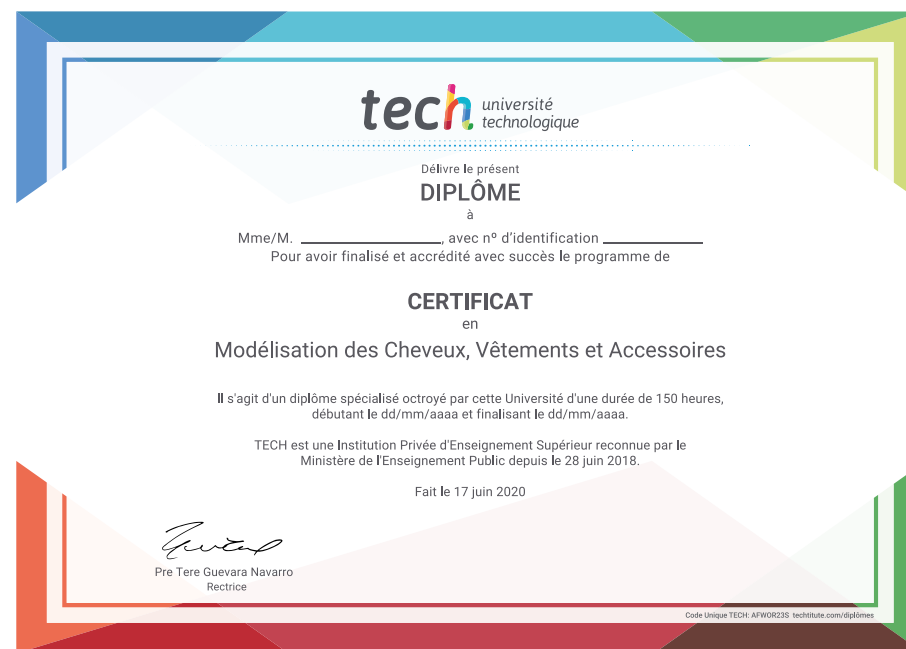 tech université
technologique
Délivre le présent
DIPLÔME
à
Mme/M. ____________________, avec nº d'identification ______________
Pour avoir finalisé et accrédité avec succès le programme de
CERTIFICAT
en
Modélisation des Cheveux, Vêtements et Accessoires
Il s'agit d'un diplôme spécialisé octroyé par cette Université d'une durée de 150 heures,
débutant le dd/mm/aaaa et finalisant le dd/mm/aaaa.
TECH est une Institution Privée d'Enseignement Supérieur reconnue par le
Ministère de l'Enseignement Public depuis le 28 juin 2018.
Fait le 17 juin 2020
Pre Tere Guevara Navarro
Rectrice
Code Unique TECH: AFWOR23S techtitute.com/diplômes